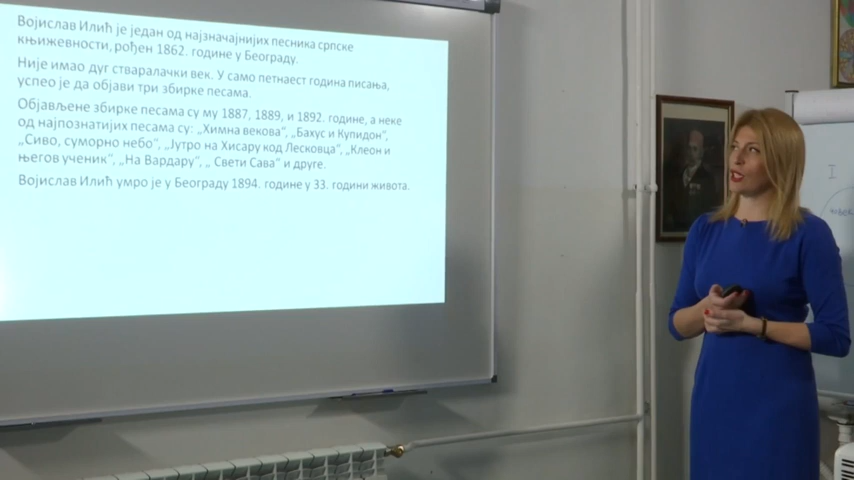 Војислав Илић је један од најзначајнијих песника српске
књижевности, рођен 1862. године у Београду.
Није имао дуг стваралачки век. У само петнаест година писања,
успео је да објави три збирке песама.
Објављене збирке песама су му 1887, 1889, и 1892. године, а неке
од најпознатијих песама су: „Химна векова“, „Бахус и Купидон“,
„Сиво, суморно небо“, „Јутро на Хисару код Лесковца“, „Клеон и
његов ученик“, „На Вардару“, „ Свети Сава“ и друге.
Војислав Илић умро је у Београду 1894. године у 33. години живота.
I